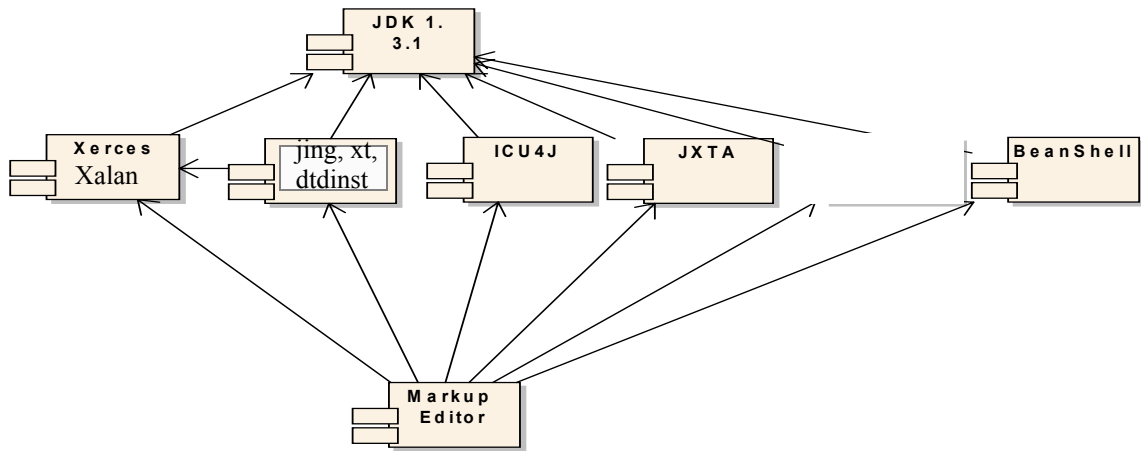 JDK 1.
3.1
Xerces
Xalan
jing, xt,
dtdinst
ICU4J
JXTA
BeanShell
Markup
Editor